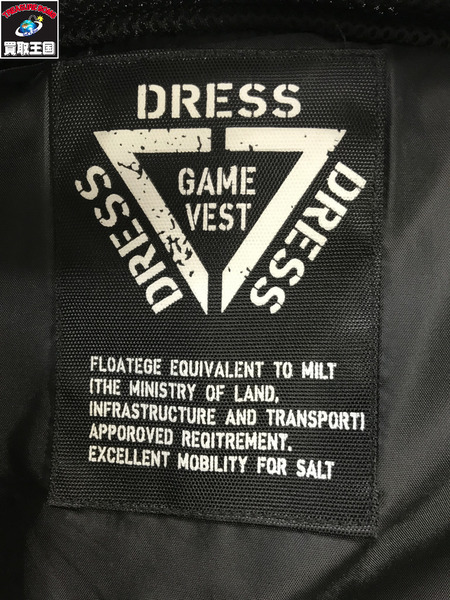 買取王国
DRESS
DRESS
DRESS
GAME
VEST
FLOATEGE EQUIVALENT TO MILT
(THE MINISTRY OF LAND,
INFRASTRUCTURE AND TRANSPORT)
APPOROVED REQITREMENT.
EXCELLENT MOBILITY FOR SALT